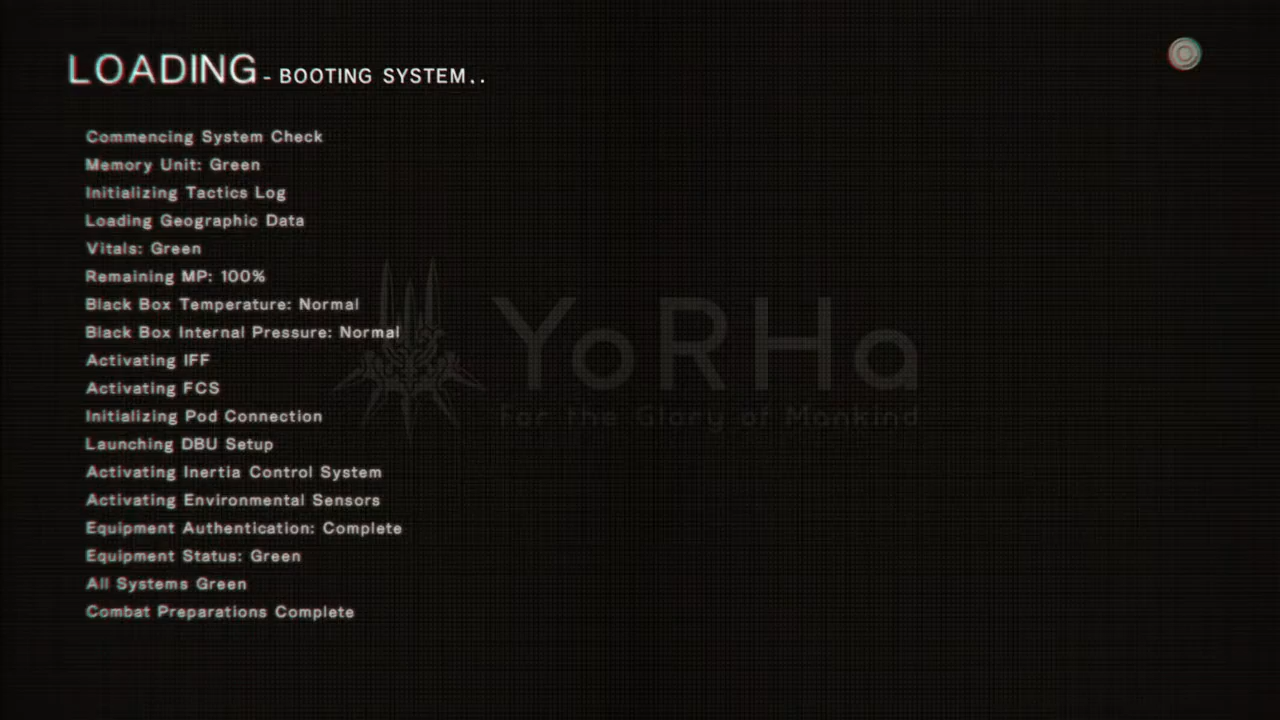 LOADING - BOOTING SYSTEM..
Commencing System Check
Memory Unit: Green
Initializing Tactics Log
Loading Geographic Data
Vitals: Green
Remaining MP: 100%
Black Box Temperature: Normal
Black Box Internal Pressure: Normal
Activating IFF
Activating FCS
Initializing Pod Connection
Launching DBU Setup
Activating Inertia Control System
Activating Environmental Sensors
Equipment Authentication: Complete
Equipment Status: Green
All Systems Green
Combat Preparations Complete
YoRHa
For the Glory of Mankind